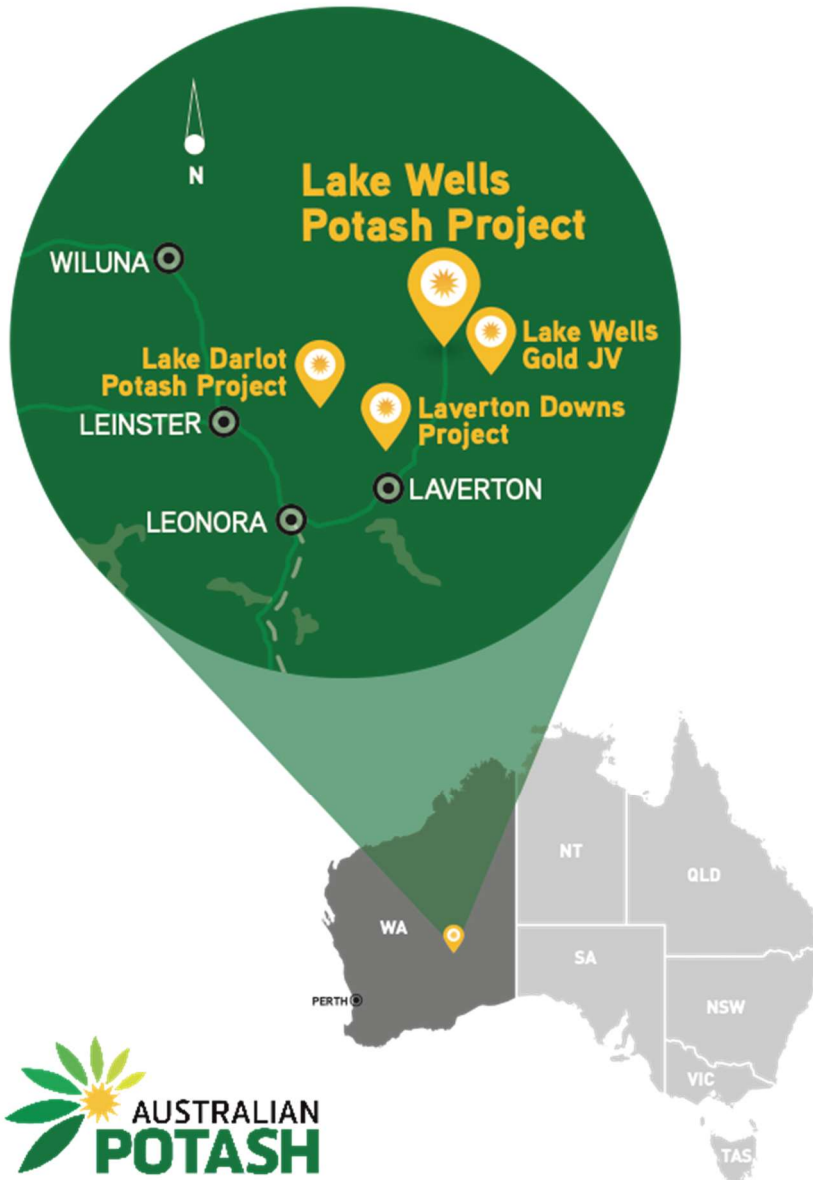 N
Lake Wells
Potash Project
WILUNA
Lake Wells
Gold JV
Lake Darlot
Potash Project
Laverton Downs
Project
LEINSTER
LAVERTON
LEONORA
NT
QLD
WA
SA
PERTH
NSW
VIC
TAS
AUSTRALIAN
POTASH